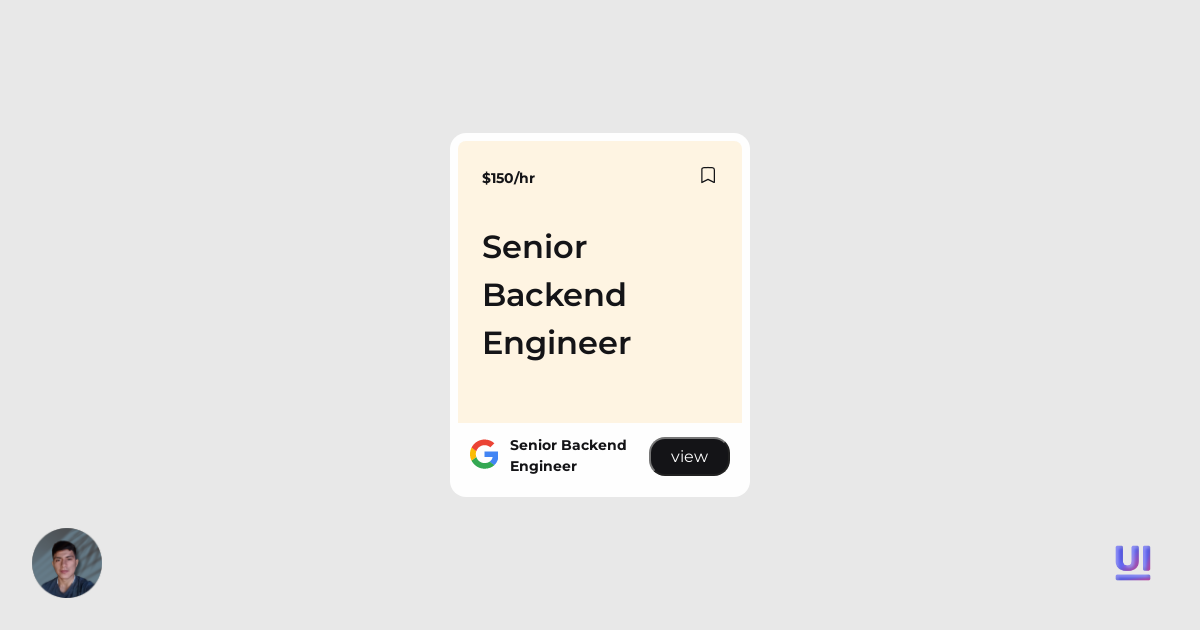 $150/hr
Senior
Backend
Engineer
Senior Backend
Engineer
view
UI